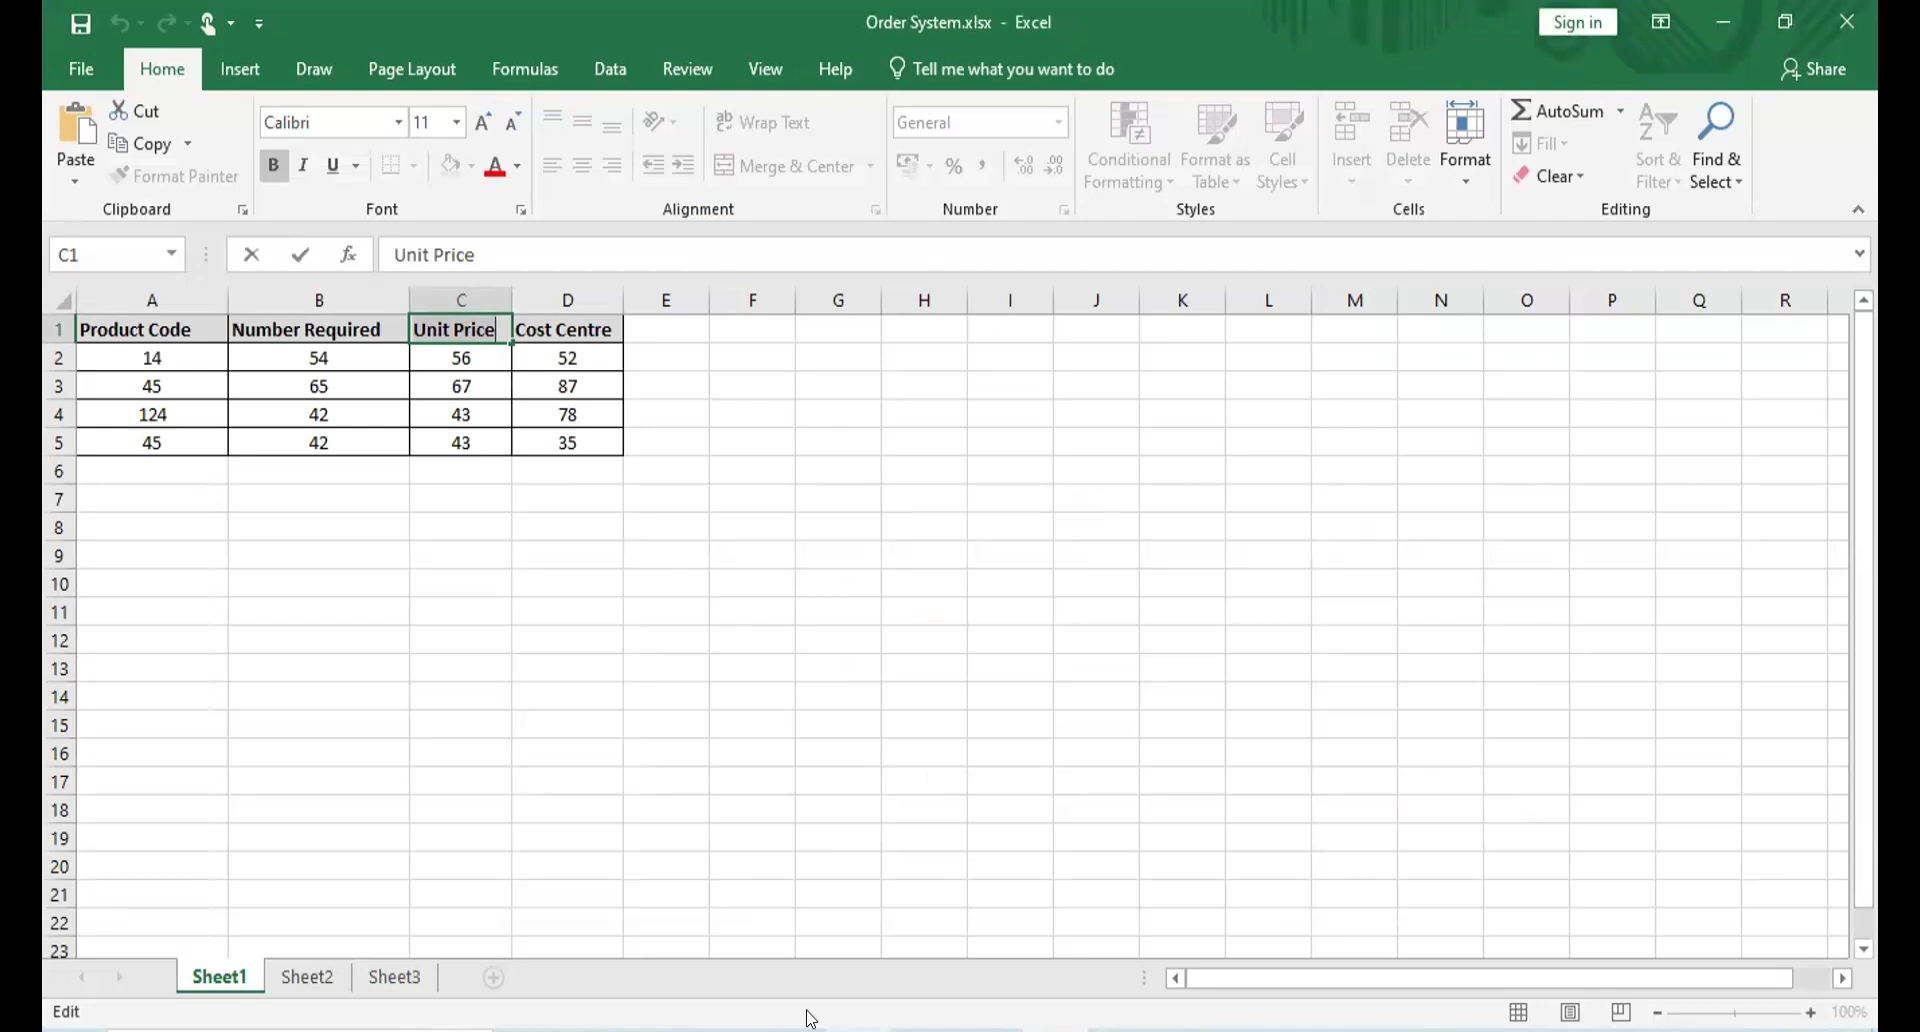 Order System.xlsx - Excel
Sign in
File Home Insert Draw Page Layout Formulas Data Review View Help Tell me what you want to do Share
Paste
Cut
Copy
Format Painter
Clipboard
Calibri 11
B I U
Font
Wrap Text
Merge & Center
Alignment
General
%
Number
Conditional Formatting
Format as Table
Cell Styles
Styles
Insert
Delete
Format
Cells
AutoSum
Fill
Clear
Sort & Filter
Find & Select
Editing
C1 fx Unit Price
A B C D E F G H I J K L M N O P Q R
1 Product Code Number Required Unit Price Cost Centre
2 14 54 56 52
3 45 65 67 87
4 124 42 43 78
5 45 42 43 35
6
7
8
9
10
11
12
13
14
15
16
17
18
19
20
21
22
23
Sheet1 Sheet2 Sheet3
Edit
100%